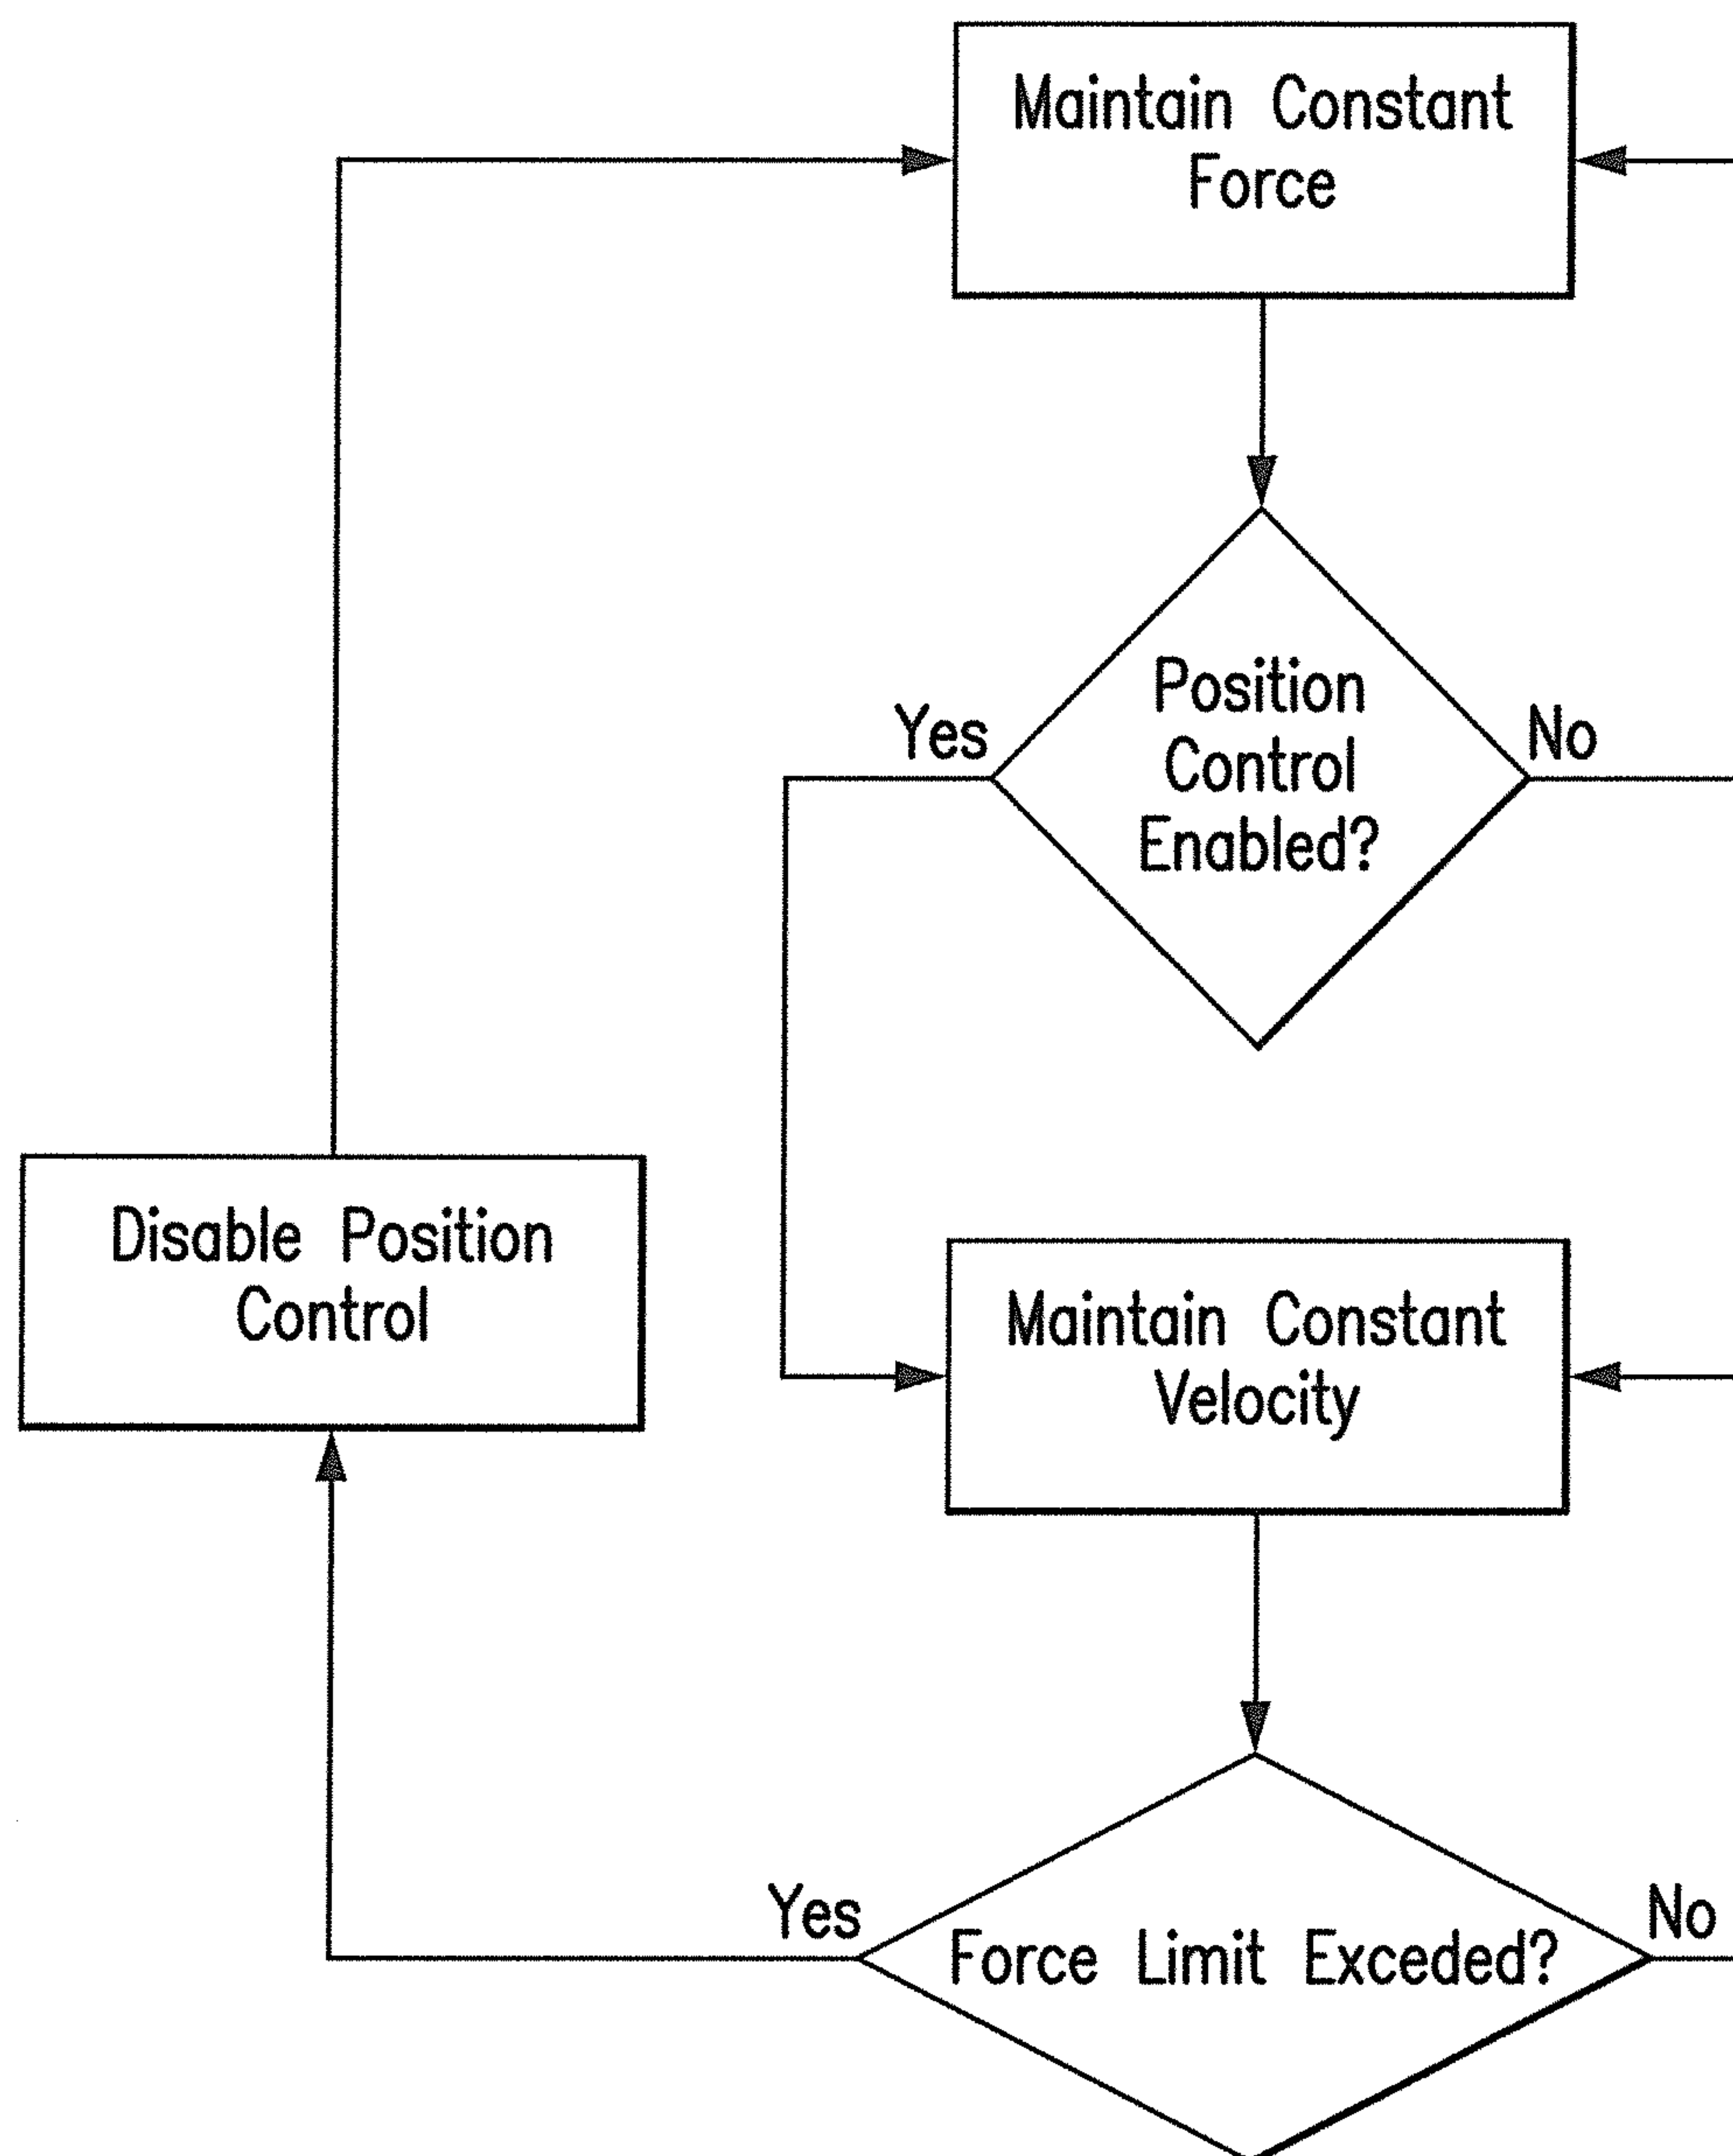 Maintain Constant
Force
Position
Control
Enabled?
Yes
No
Disable Position
Control
Maintain Constant
Velocity
Yes
No
Force Limit Exceded?